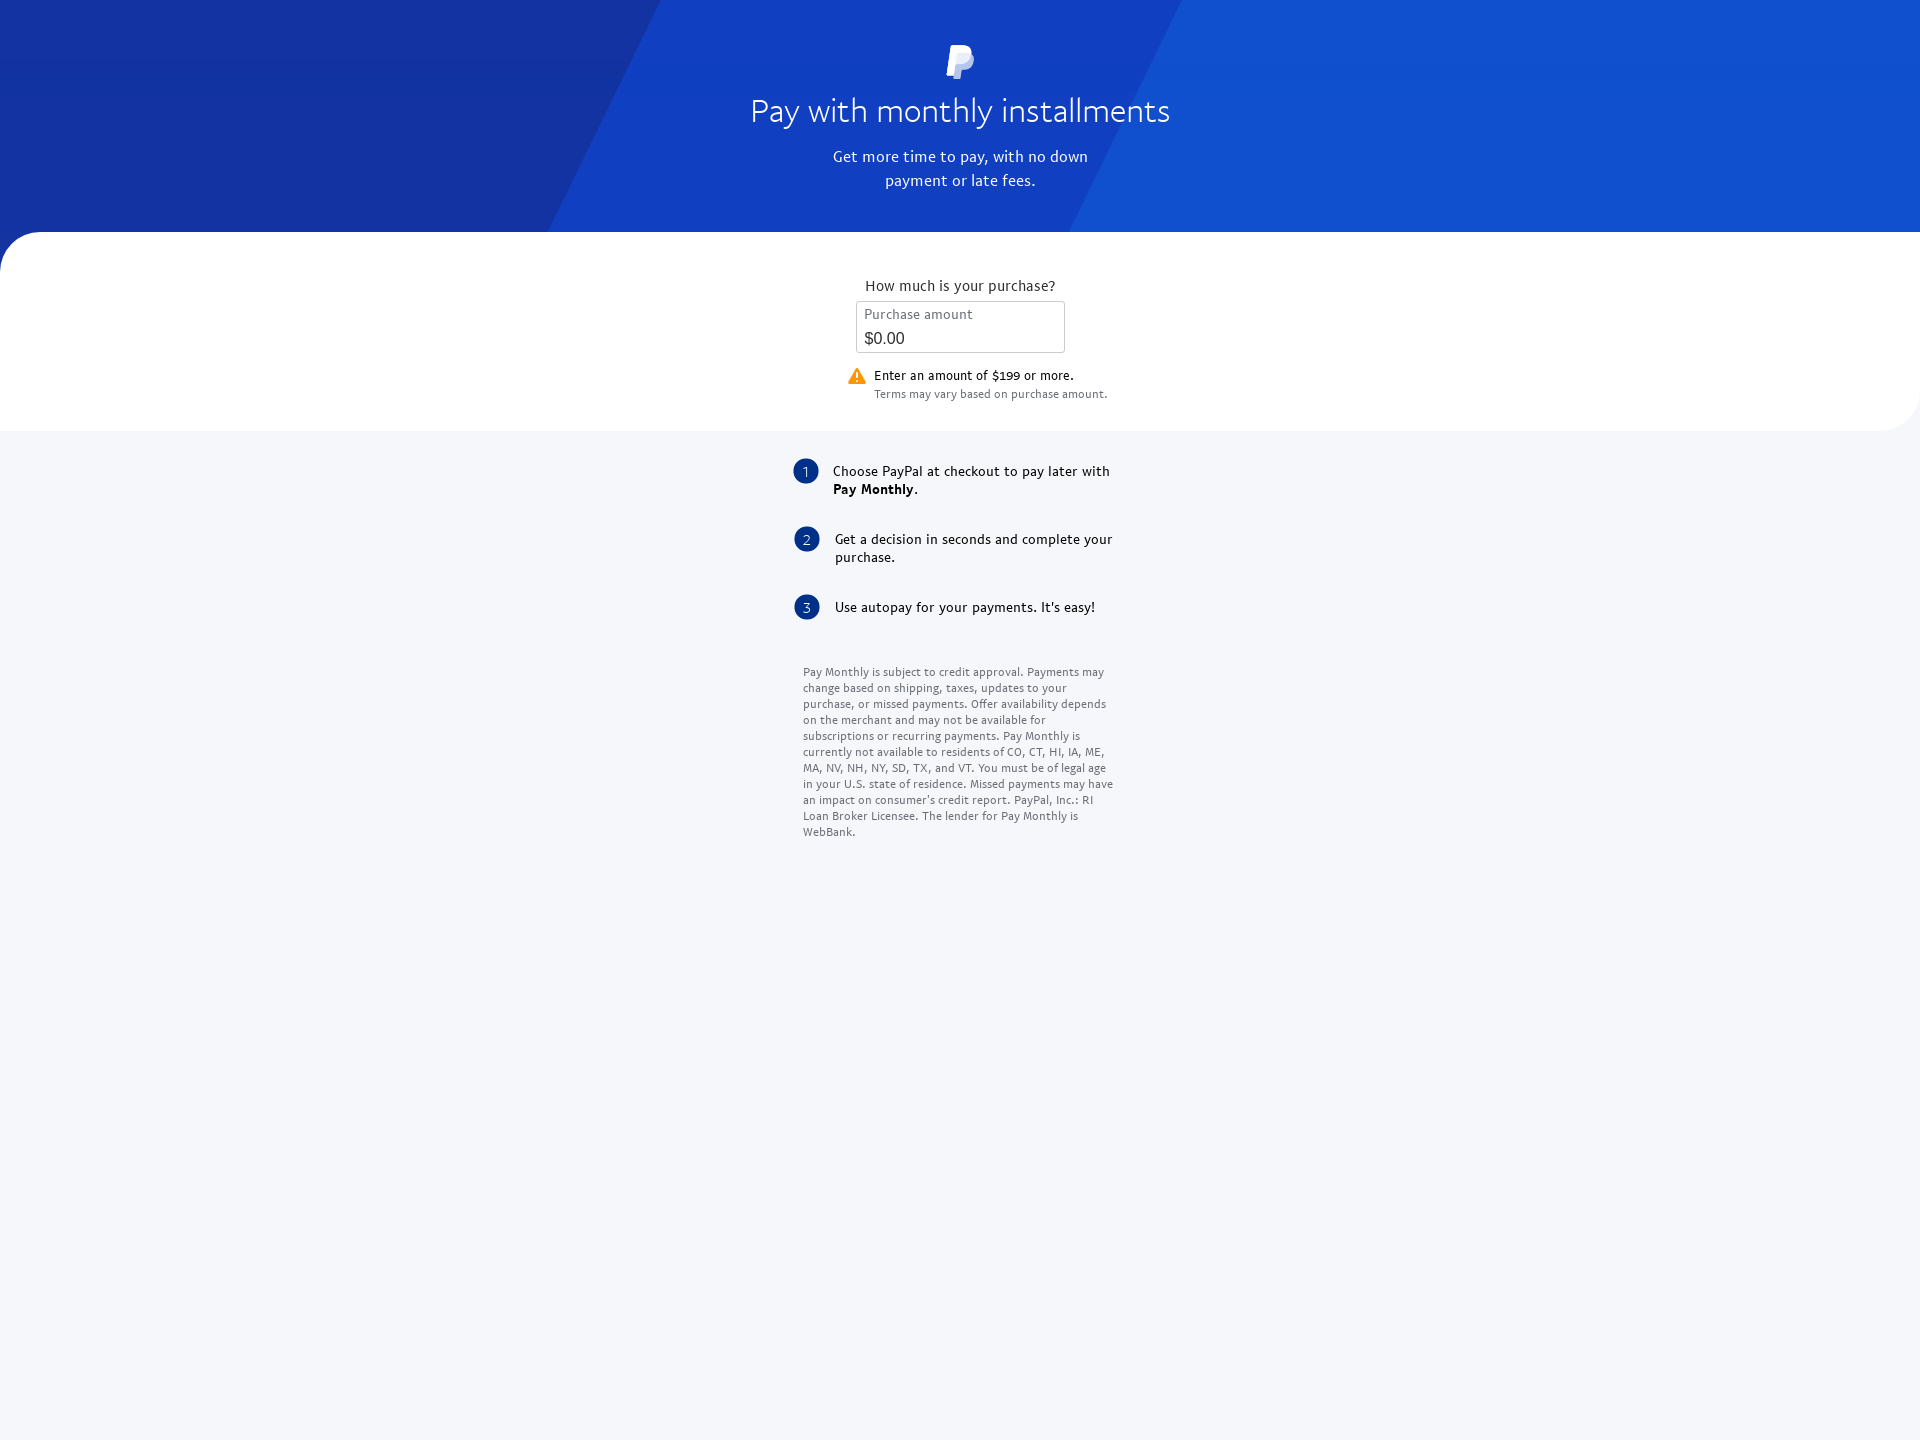 Pay with monthly installments
Get more time to pay, with no down
payment or late fees.
How much is your purchase?
Purchase amount
$0.00
Enter an amount of $199 or more.
Terms may vary based on purchase amount.
1 Choose PayPal at checkout to pay later with
Pay Monthly.
2 Get a decision in seconds and complete your
purchase.
3 Use autopay for your payments. It's easy!
Pay Monthly is subject to credit approval. Payments may
change based on shipping, taxes, updates to your
purchase, or missed payments. Offer availability depends
on the merchant and may not be available for
subscriptions or recurring payments. Pay Monthly is
currently not available to residents of CO, CT, HI, IA, ME,
MA, NV, NH, NY, SD, TX, and VT. You must be of legal age
in your U.S. state of residence. Missed payments may have
an impact on consumer's credit report. PayPal, Inc.: RI
Loan Broker Licensee. The lender for Pay Monthly is
WebBank.